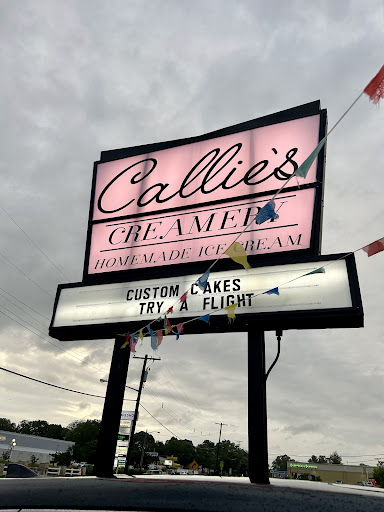 Callie's
CREAMERY
HOMEMADE ICE CREAM
CUSTOM CAKES
TRY A FLIGHT